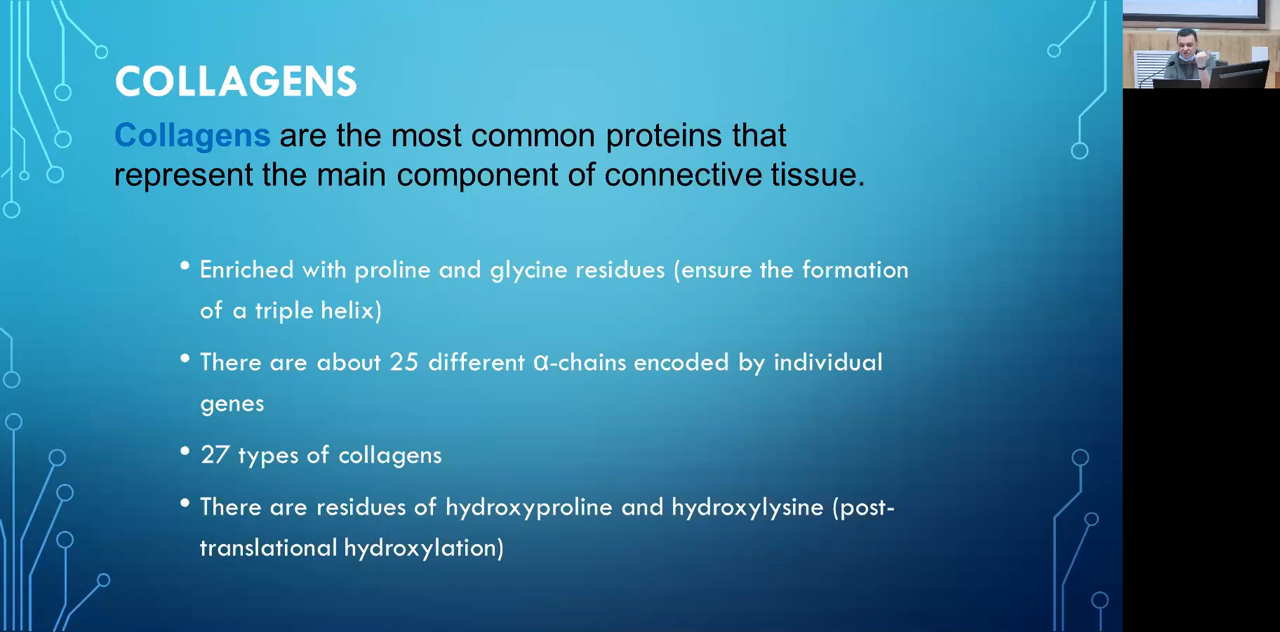 COLLAGENS
Collagens are the most common proteins that
represent the main component of connective tissue.
• Enriched with proline and glycine residues (ensure the formation
of a triple helix)
• There are about 25 different α-chains encoded by individual
genes
• 27 types of collagens
• There are residues of hydroxyproline and hydroxylysine (post-
translational hydroxylation)